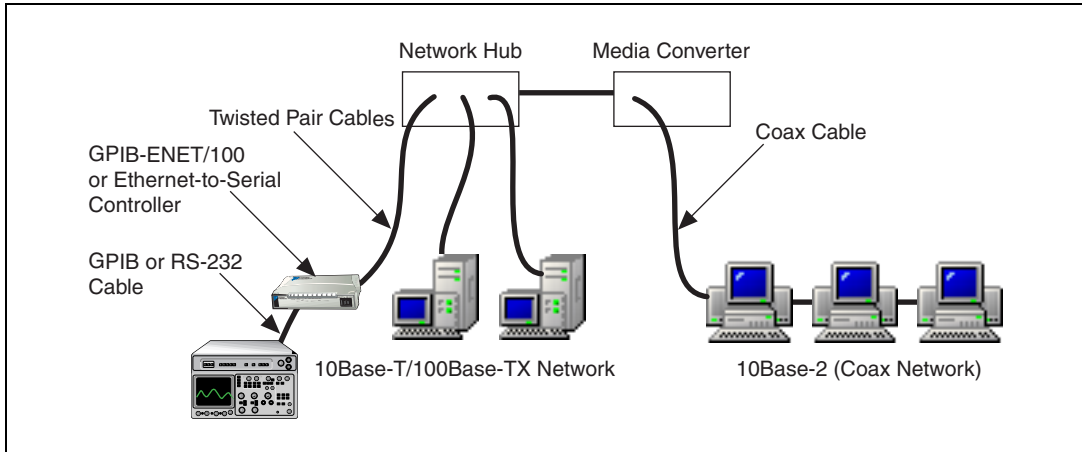 Network Hub
Media Converter
Twisted Pair Cables
Coax Cable
GPIB-ENET/100
or Ethernet-to-Serial
Controller
GPIB or RS-232
Cable
10Base-T/100Base-TX Network
10Base-2 (Coax Network)